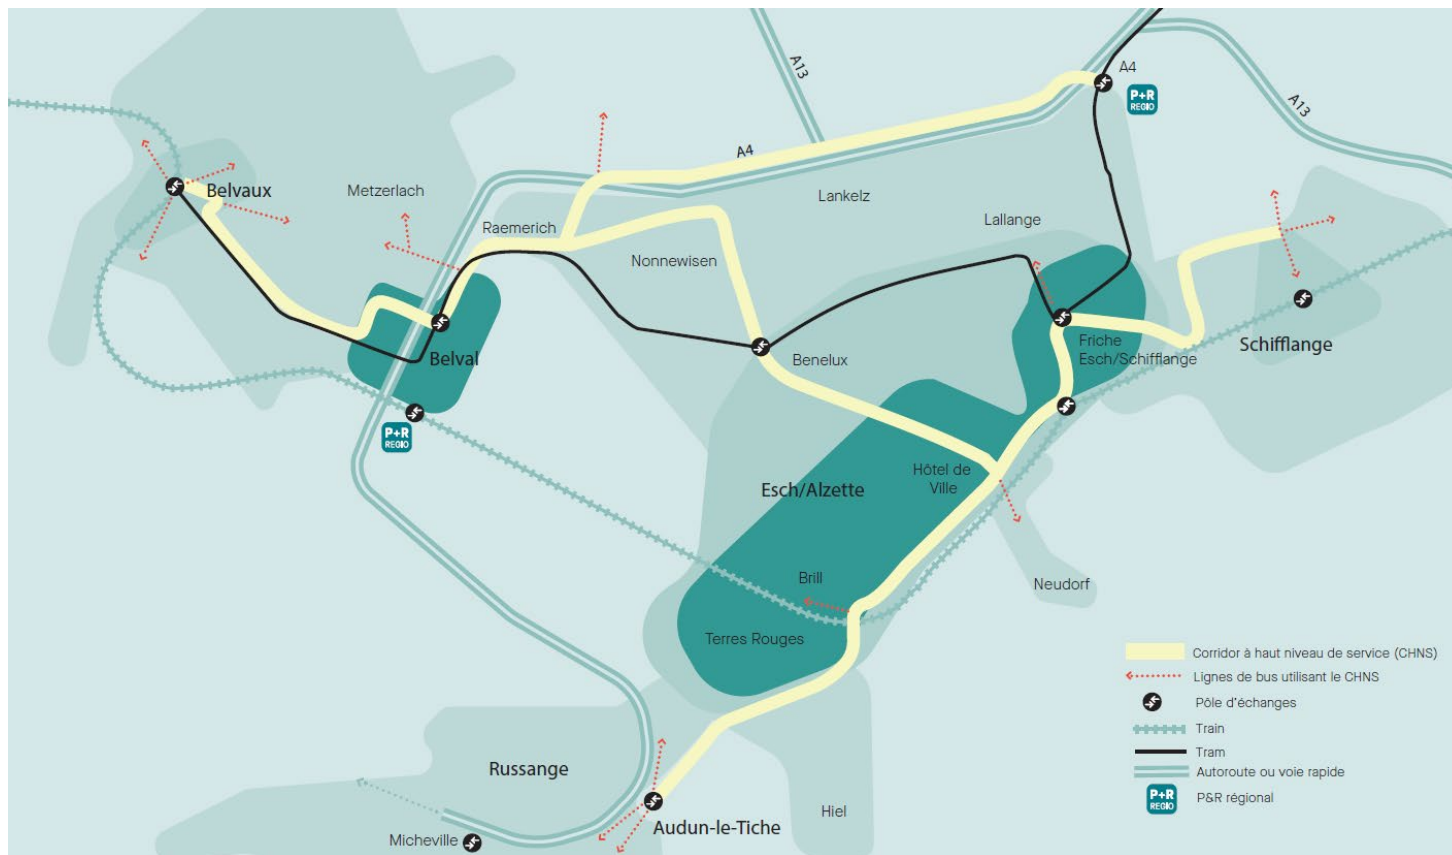 A13
A4
P+R
REGIO
A13
A4
Belvaux
Metzerlach
Lankelz
Raemerich
Lallange
Nonnewisen
Friche
Esch/Schifflange
Schifflange
Belval
Benelux
P+R
REGIO
Hôtel de
Ville
Esch/Alzette
Brill
Neudorf
Terres Rouges
Russange
Hiel
Audun-le-Tiche
Micheville
Corridor à haut niveau de service (CHNS)
Lignes de bus utilisant le CHNS
Pôle d'échanges
Train
Tram
Autoroute ou voie rapide
P+R
REGIO
P&R régional